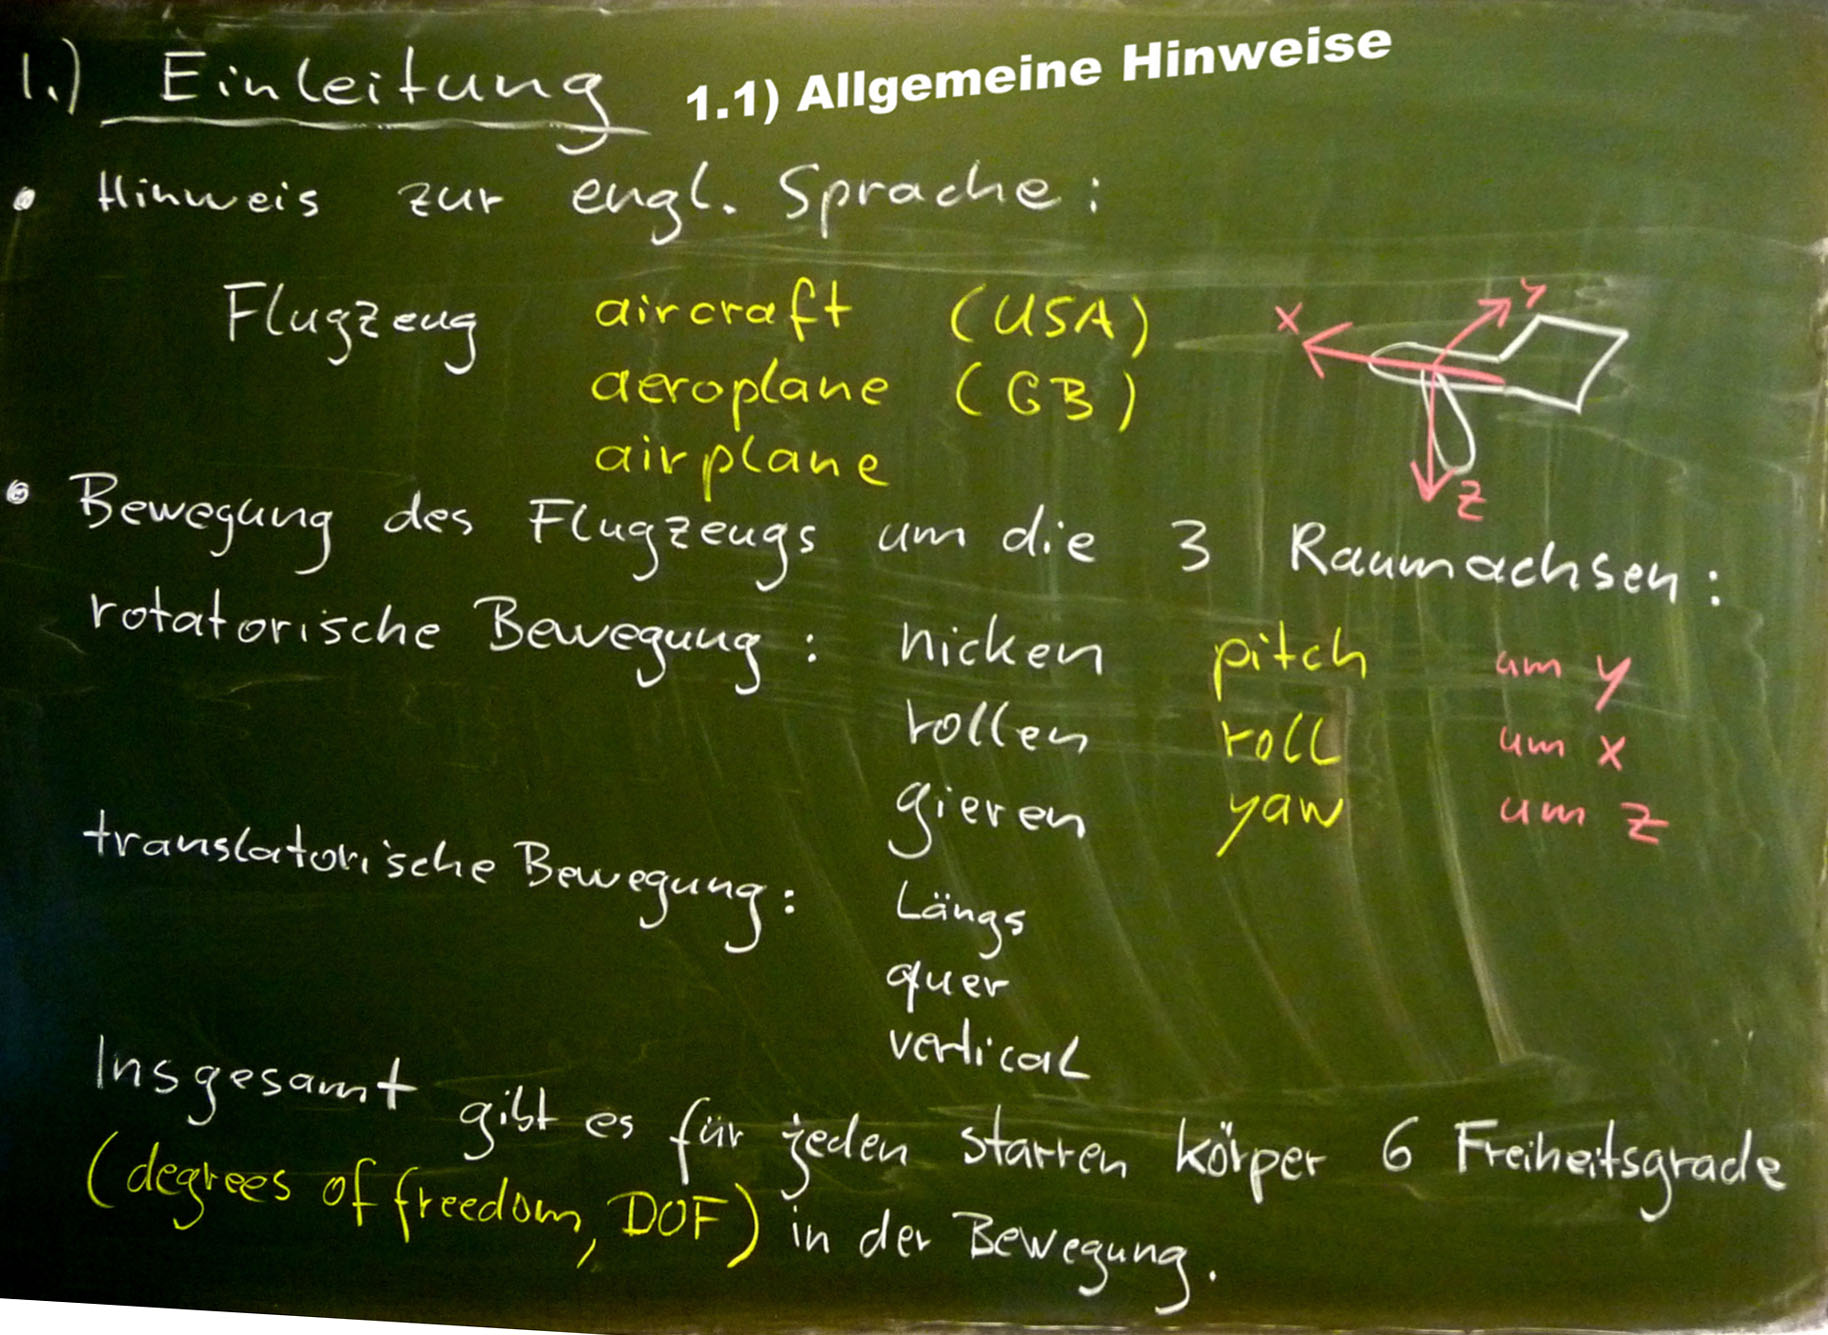 1.) Einleitung 1.1) Allgemeine Hinweise
• Hinweis zur engl. Sprache:
Flugzeug aircraft (USA)
aeroplane (GB)
airplane
X Y Z
• Bewegung des Flugzeugs um die 3 Raumachsen:
rotatorische Bewegung: nicken pitch um y
rollen roll um x
gieren yaw um z
translatorische Bewegung: Längs
quer
vertical
Insgesamt gibt es für jeden starren körper 6 Freiheitsgrade
(degrees of freedom, DOF) in der Bewegung.